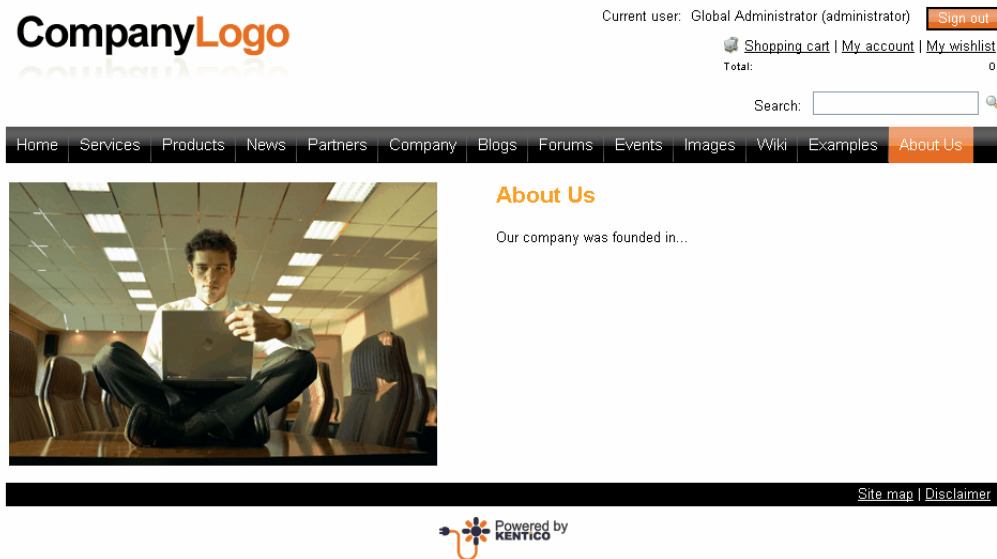 CompanyLogo
Current user: Global Administrator (administrator) Sign out
Shopping cart | My account | My wishlist
Total: 0
Search:
Home Services Products News Partners Company Blogs Forums Events Images Wiki Examples About Us
About Us
Our company was founded in...
Site map | Disclaimer
Powered by
KENTICO